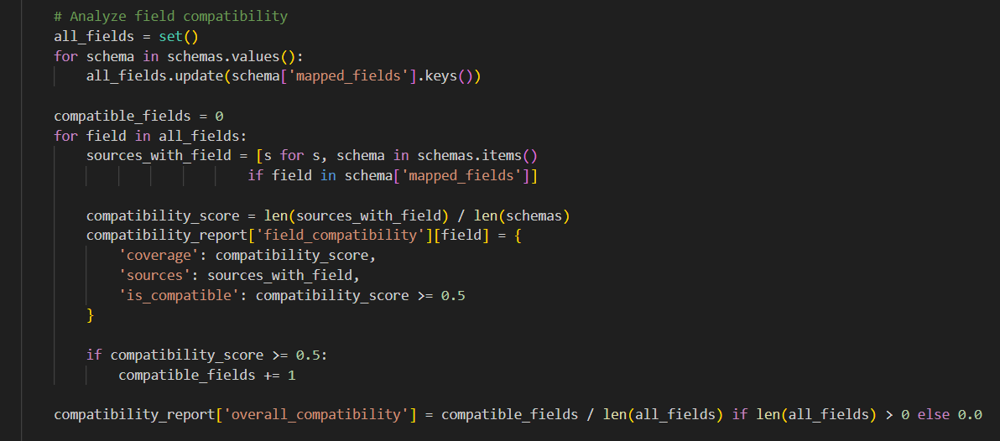 # Analyze field compatibility
all_fields = set()
for schema in schemas.values():
    all_fields.update(schema['mapped_fields'].keys())

compatible_fields = 0
for field in all_fields:
    sources_with_field = [s for s, schema in schemas.items()
                        if field in schema['mapped_fields']]

    compatibility_score = len(sources_with_field) / len(schemas)
    compatibility_report['field_compatibility'][field] = {
        'coverage': compatibility_score,
        'sources': sources_with_field,
        'is_compatible': compatibility_score >= 0.5
    }

    if compatibility_score >= 0.5:
        compatible_fields += 1

compatibility_report['overall_compatibility'] = compatible_fields / len(all_fields) if len(all_fields) > 0 else 0.0